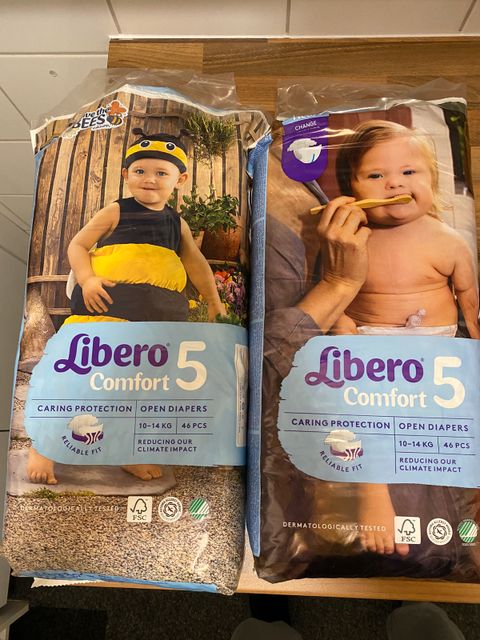 Save the
BEES
Libero
Comfort 5
CARING PROTECTION
OPEN DIAPERS
10-14 KG
46 PCS
RELIABLE FIT
REDUCING OUR
CLIMATE IMPACT
DERMATOLOGICALLY TESTED
FSC
CHANGE
Libero
Comfort 5
CARING PROTECTION
OPEN DIAPERS
10-14 KG
46 PCS
RELIABLE FIT
REDUCING OUR
CLIMATE IMPACT
DERMATOLOGICALLY TESTED
FSC